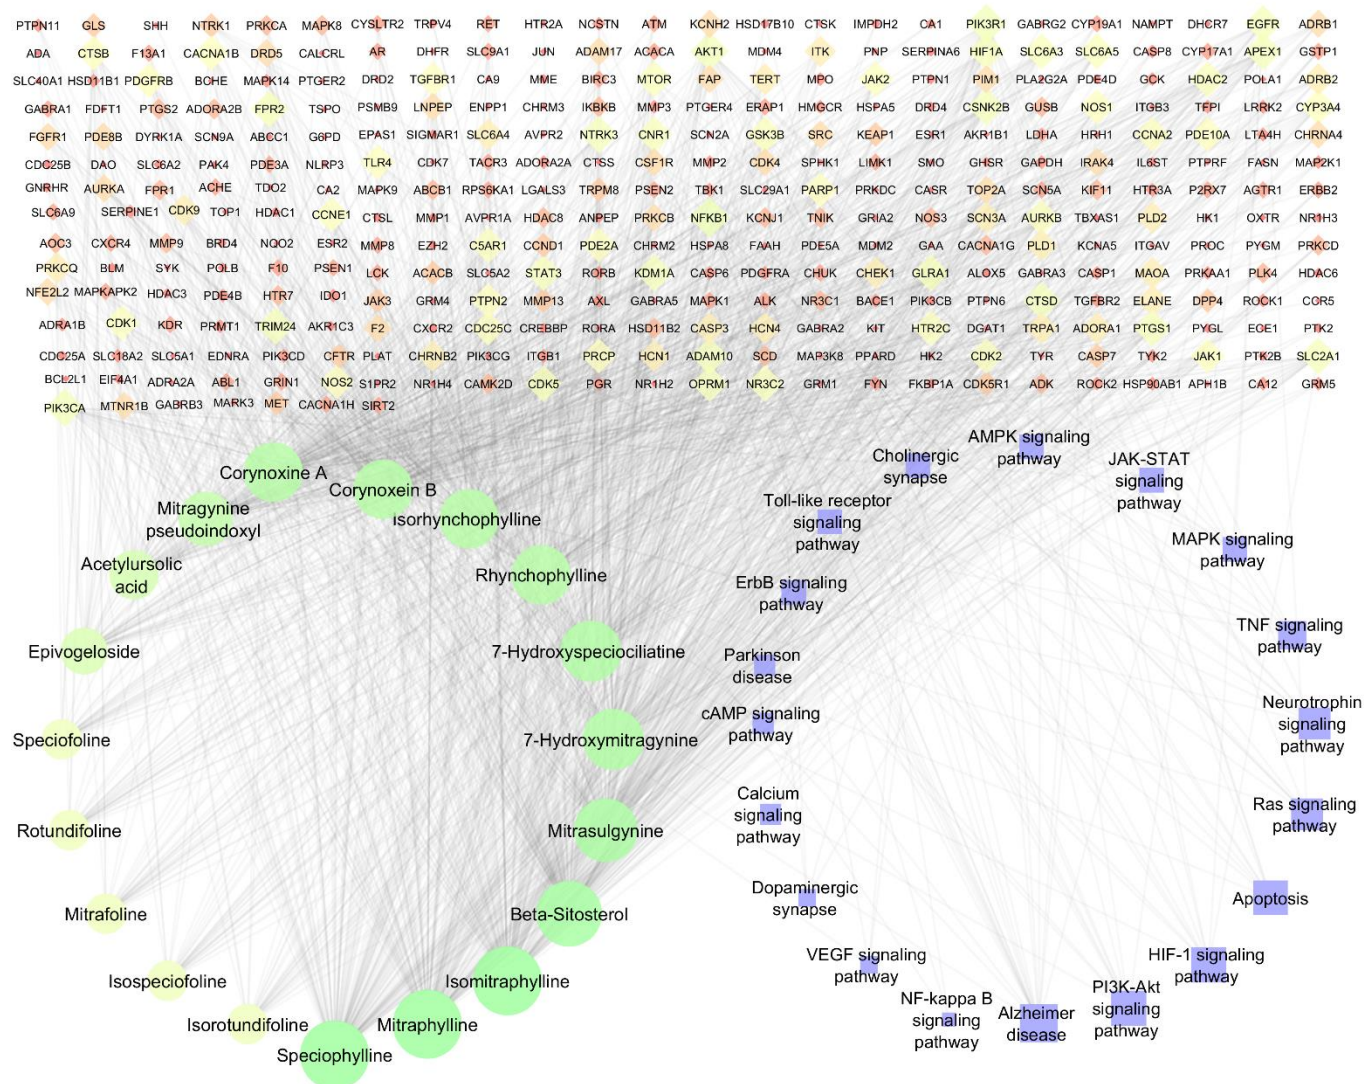 PTPN11 GLS SHH NTRK1 PRKCA MAPK8 CYSLTR2 TRPV4 RET HTR2A NCSTN ATM KCNH2 HSD17B10 CTSK IMPDH2 CA1 PIK3R1 GABRG2 CYP19A1 NAMPT DHCR7 EGFR ADRB1
ADA CTSB F13A1 CACNA1B DRD5 CALCRL AR DHFR SLC9A1 JUN ADAM17 ACACA AKT1 MDM4 ITK PNP SERPINA6 HIF1A SLC6A3 SLC6A5 CASP8 CYP17A1 APEX1 GSTP1
SLC40A1 HSD11B1 PDGFRB BCHE MAPK14 PTGER2 DRD2 TGFBR1 CA9 MME BIRC3 MTOR FAP TERT MPO JAK2 PTPN1 PIM1 PLA2G2A PDE4D GCK HDAC2 POLA1 ADRB2
GABRA1 FDFT1 PTGS2 ADORA2B FPR2 TSPO PSMB9 LNPEP ENPP1 CHRM3 IKBKB MMP3 PTGER4 ERAP1 HMGCR HSPA5 DRD4 CSNK2B GUSB NOS1 ITGB3 TFPI LRRK2 CYP3A4
FGFR1 PDE8B DYRK1A SCN9A ABCC1 G6PD EPAS1 SIGMAR1 SLC6A4 AVPR2 NTRK3 CNR1 SCN2A GSK3B SRC KEAP1 ESR1 AKR1B1 LDHA HRH1 CCNA2 PDE10A LTA4H CHRNA4
CDC25B DAO SLC6A2 PAK4 PDE3A NLRP3 TLR4 CDK7 TACR3 ADORA2A CTSS CSF1R MMP2 CDK4 SPHK1 LIMK1 SMO GHSR GAPDH IRAK4 IL6ST PTPRF FASN MAP2K1
GNRHR AURKA FPR1 ACHE TDO2 CA2 MAPK9 ABCB1 RPS6KA1 LGALS3 TRPM8 PSEN2 TBK1 SLC29A1 PARP1 PRKDC CASR TOP2A SCN5A KIF11 HTR3A P2RX7 AGTR1 ERBB2
SLC6A9 SERPINE1 CDK9 TOP1 HDAC1 CCNE1 CTSL MMP1 AVPR1A HDAC8 ANPEP PRKCB NFKB1 KCNJ1 TNIK GRIA2 NOS3 SCN3A AURKB TBXAS1 PLD2 HK1 OXTR NR1H3
AOC3 CXCR4 MMP9 BRD4 NQO2 ESR2 MMP8 EZH2 C5AR1 CCND1 PDE2A CHRM2 HSPA8 FAAH PDE5A MDM2 GAA CACNA1G PLD1 KCNA5 ITGAV PROC PYGM PRKCD
PRKCQ BLM SYK POLB F10 PSEN1 LCK ACACB SLC5A2 STAT3 RORB KDM1A CASP6 PDGFRA CHUK CHEK1 GLRA1 ALOX5 GABRA3 CASP1 MAOA PRKAA1 PLK4 HDAC6
NFE2L2 MAPKAPK2 HDAC3 PDE4B HTR7 IDO1 JAK3 GRM4 PTPN2 MMP13 AXL GABRA5 MAPK1 ALK NR3C1 BACE1 PIK3CB PTPN6 CTSD TGFBR2 ELANE DPP4 ROCK1 CCR5
ADRA1B CDK1 KDR PRMT1 TRIM24 AKR1C3 F2 CXCR2 CDC25C CREBBP RORA HSD11B2 CASP3 HCN4 GABRA2 KIT HTR2C DGAT1 TRPA1 ADORA1 PTGS1 PYGL ECE1 PTK2
CDC25A SLC18A2 SLC5A1 EDNRA PIK3CD CFTR PLAT CHRNB2 PIK3CG ITGB1 PRCP HCN1 ADAM10 SCD MAP3K8 PPARD HK2 CDK2 TYR CASP7 TYK2 JAK1 PTK2B SLC2A1
BCL2L1 EIF4A1 ADRA2A ABL1 GRIN1 NOS2 S1PR2 NR1H4 CAMK2D CDK5 PGR NR1H2 OPRM1 NR3C2 GRM1 FYN FKBP1A CDK5R1 ADK ROCK2 HSP90AB1 APH1B CA12 GRM5
PIK3CA MTNR1B GABRB3 MARK3 MET CACNA1H SIRT2
Corynoxine A
Corynoxein B
Isorhynchophylline
Mitragynine
pseudoindoxyl
Acetylursolic
acid
Rhynchophylline
Epivogeloside
7-Hydroxyspeciociliatine
Speciofoline
7-Hydroxymitragynine
Rotundifoline
Mitrasulgynine
Mitrafoline
Beta-Sitosterol
Isospeciofoline
Isomitraphylline
Isorotundifoline
Mitraphylline
Speciophylline
AMPK signaling
pathway
Cholinergic
synapse
JAK-STAT
signaling
pathway
Toll-like receptor
signaling
pathway
MAPK signaling
pathway
ErbB signaling
pathway
TNF signaling
pathway
Parkinson
disease
cAMP signaling
pathway
Neurotrophin
signaling
pathway
Calcium
signaling
pathway
Ras signaling
pathway
Dopaminergic
synapse
Apoptosis
VEGF signaling
pathway
HIF-1 signaling
pathway
NF-kappa B
signaling
pathway
Alzheimer
disease
PI3K-Akt
signaling
pathway